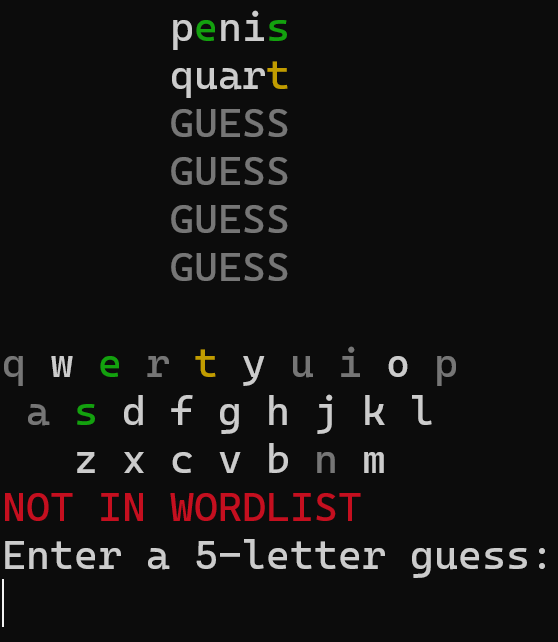 penis
quart
GUESS
GUESS
GUESS
GUESS
q w e r t y u i o p
a s d f g h j k l
z x c v b n m
NOT IN WORDLIST
Enter a 5-letter guess: